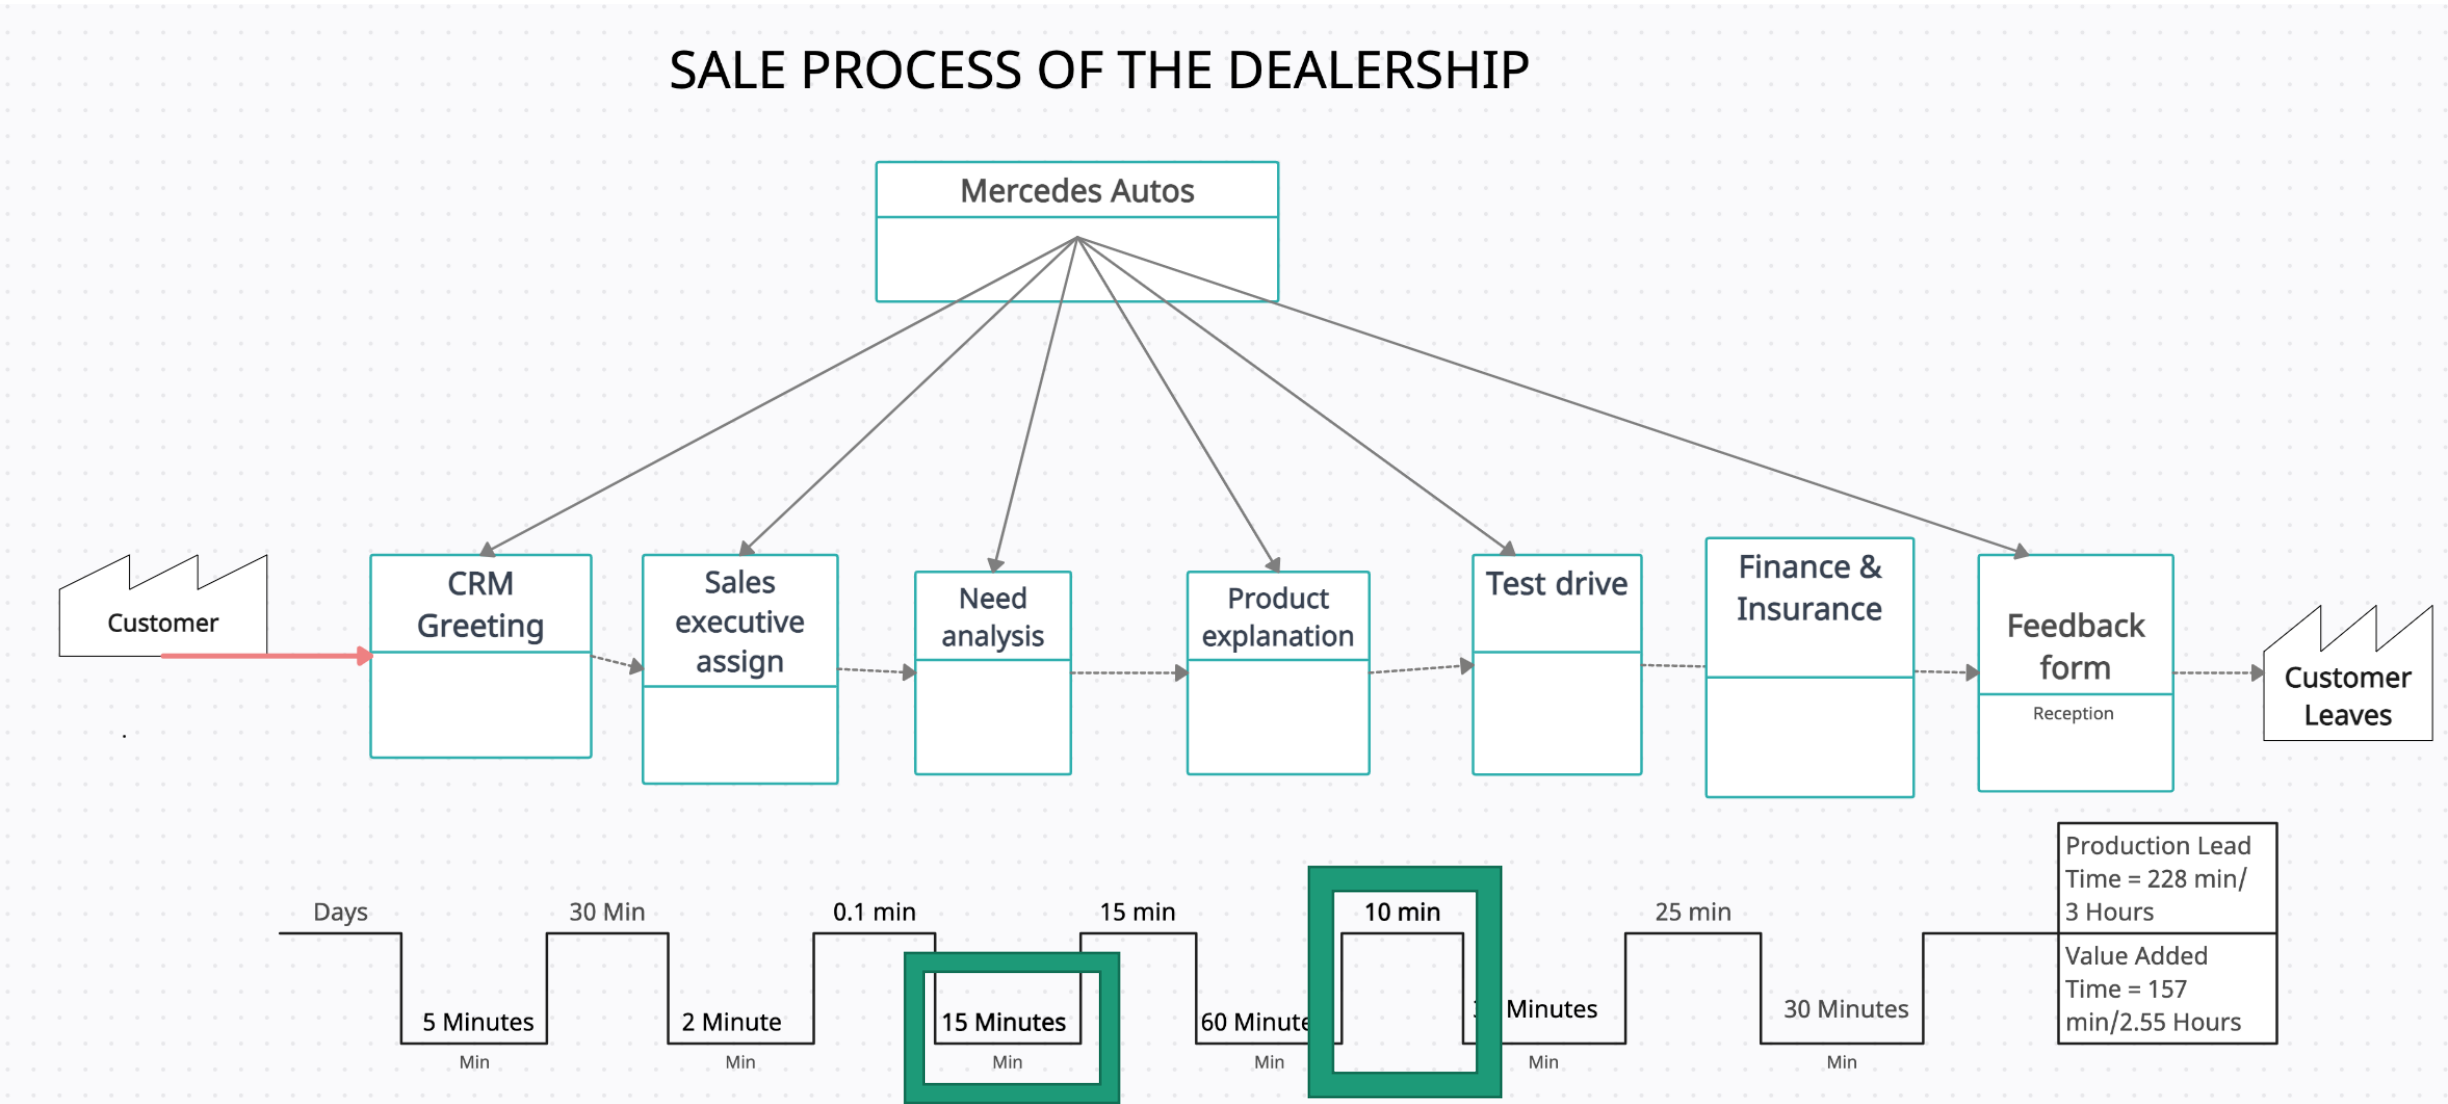 SALE PROCESS OF THE DEALERSHIP
Mercedes Autos
Customer
CRM
Greeting
Sales
executive
assign
Need
analysis
Product
explanation
Test drive
Finance &
Insurance
Feedback
form
Reception
Customer
Leaves
Days
30 Min
0.1 min
15 min
10 min
25 min
5 Minutes
2 Minute
15 Minutes
60 Minute
Minutes
30 Minutes
Min
Min
Min
Min
Min
Min
Production Lead
Time = 228 min/
3 Hours
Value Added
Time = 157
min/2.55 Hours